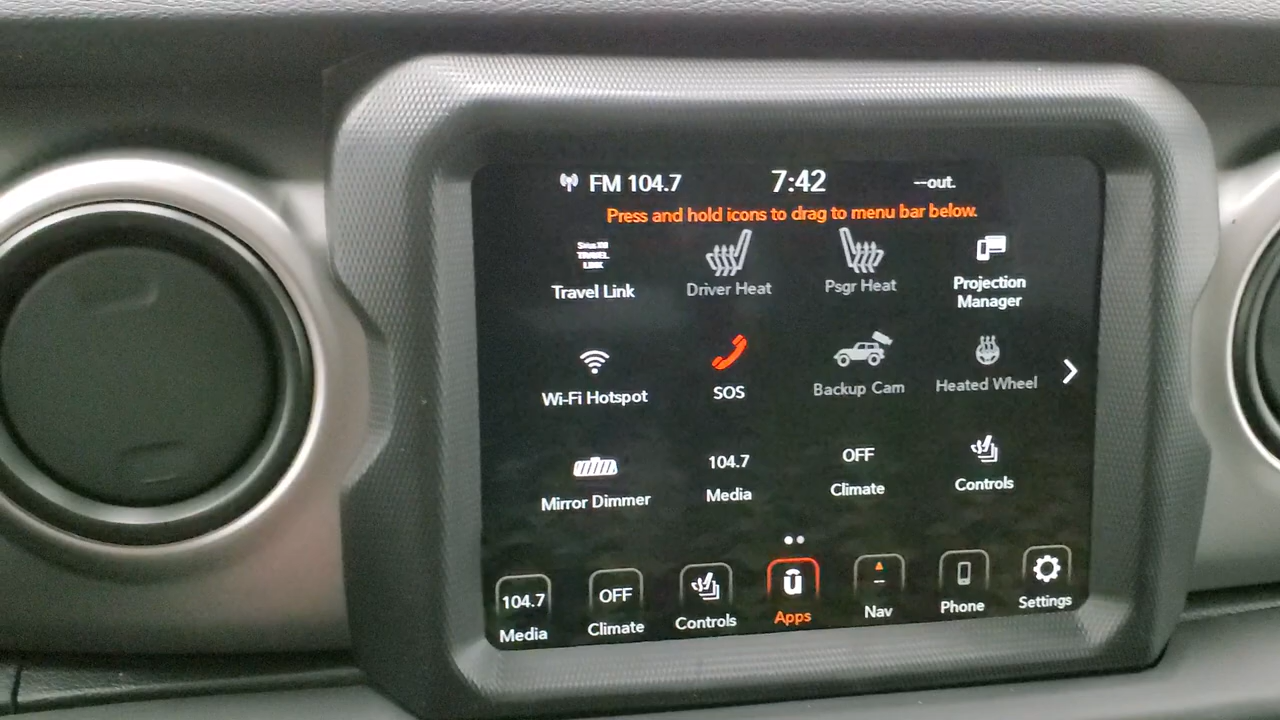 FM 104.7 7:42 --out.
Press and hold icons to drag to menu bar below.
SiriusXM
TRAVEL
LINK
Travel Link Driver Heat Psgr Heat Projection
Manager
Wi-Fi Hotspot SOS Backup Cam Heated Wheel
104.7 OFF
Mirror Dimmer Media Climate Controls
104.7 OFF --
Media Climate Controls Apps Nav Phone Settings